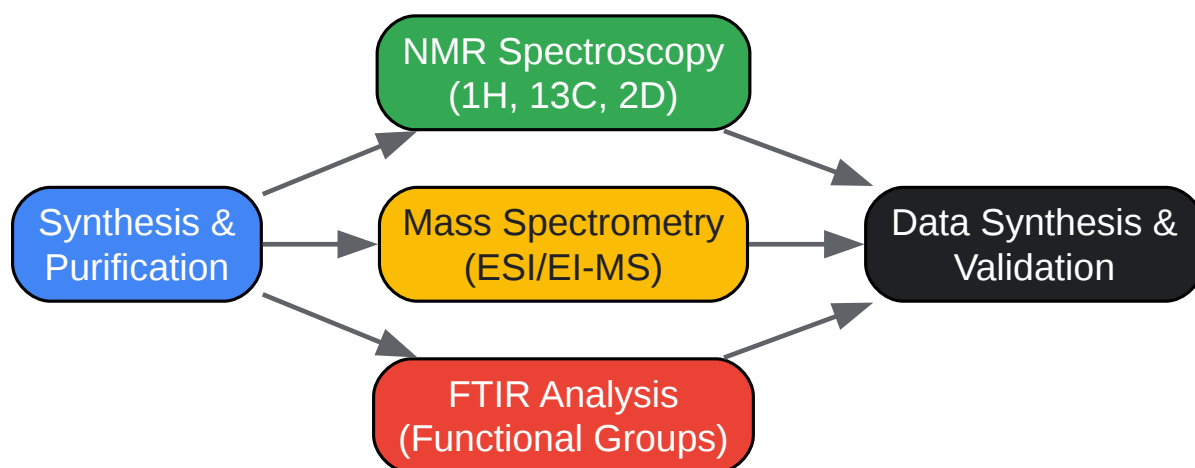 NMR Spectroscopy
(1H, 13C, 2D)
Synthesis &
Purification
Mass Spectrometry
(ESI/EI-MS)
Data Synthesis &
Validation
FTIR Analysis
(Functional Groups)